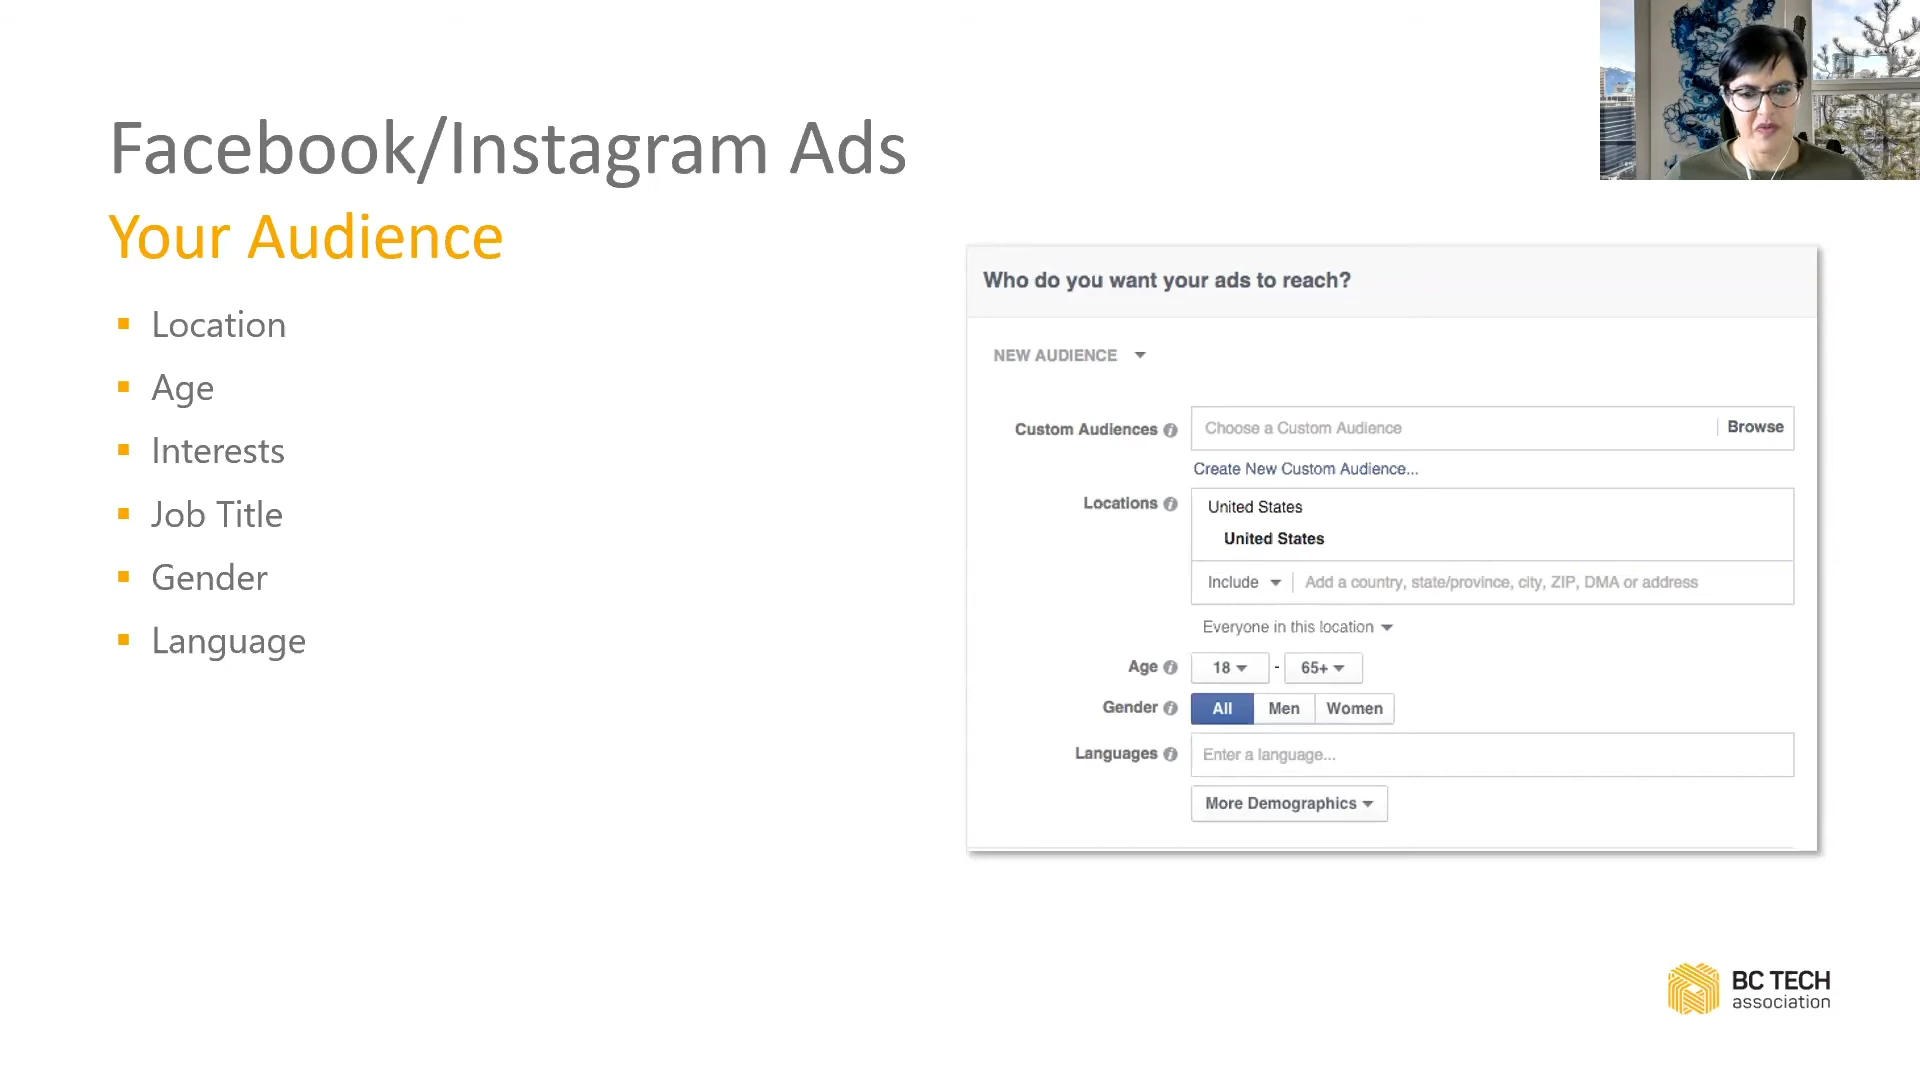 Facebook/Instagram Ads
Your Audience
Location
Age
Interests
Job Title
Gender
Language
Who do you want your ads to reach?
NEW AUDIENCE
Custom Audiences
Choose a Custom Audience
Browse
Create New Custom Audience...
Locations
United States
United States
Include
Add a country, state/province, city, ZIP, DMA or address
Everyone in this location
Age
18 - 65+
Gender
All Men Women
Languages
Enter a language...
More Demographics
BC TECH
association